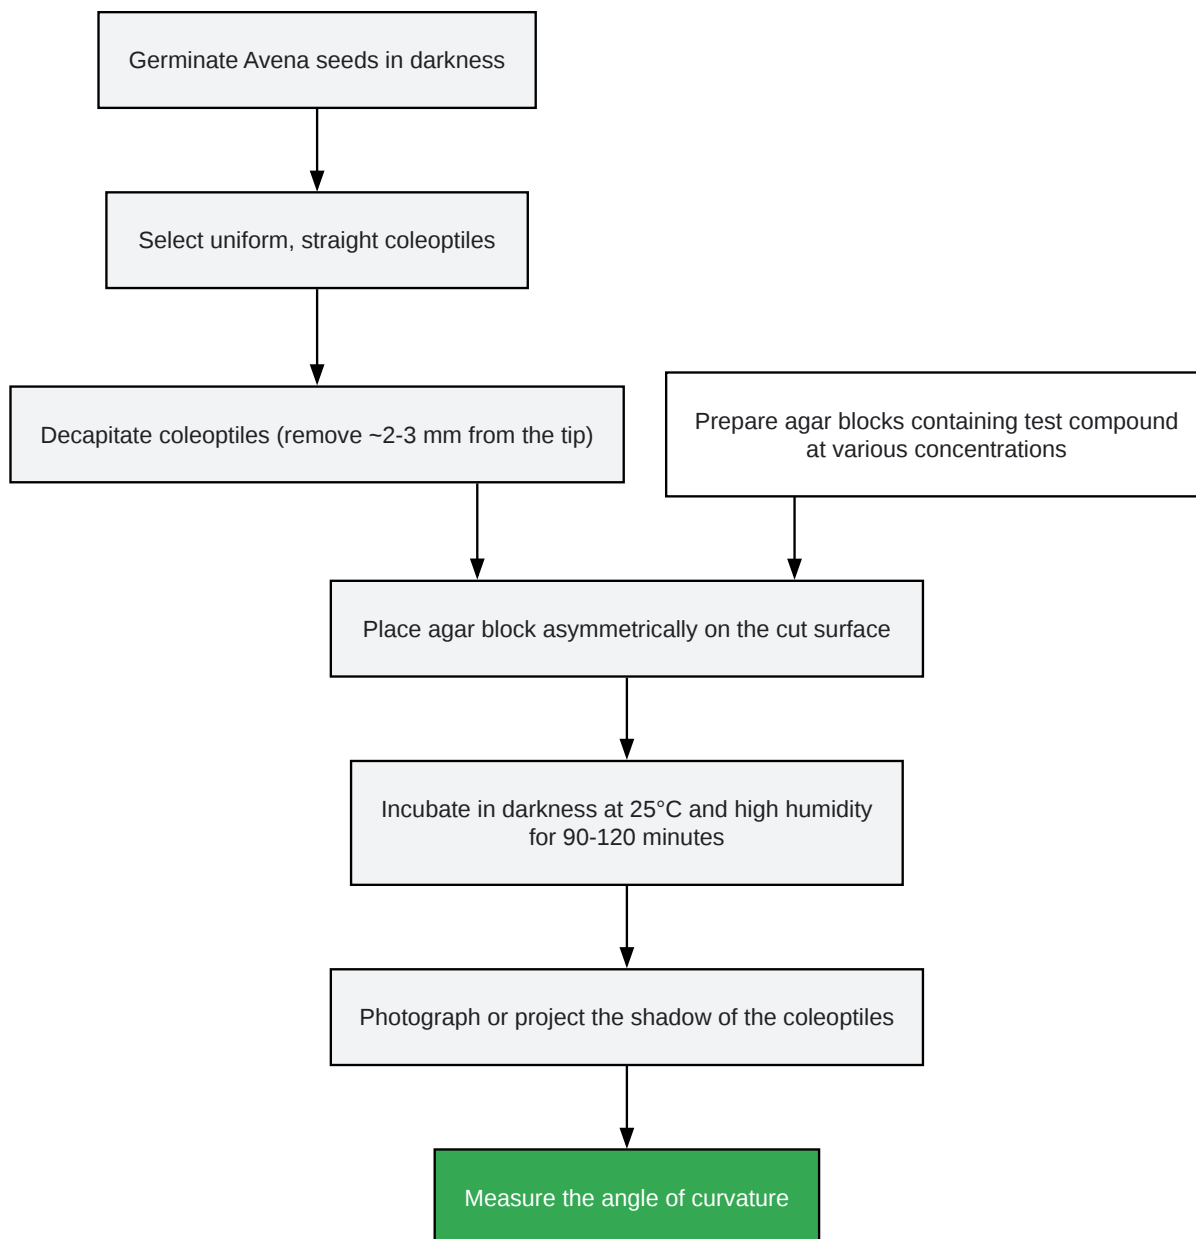 Germinate Avena seeds in darkness
Select uniform, straight coleoptiles
Decapitate coleoptiles (remove ~2-3 mm from the tip)
Prepare agar blocks containing test compound
at various concentrations
Place agar block asymmetrically on the cut surface
Incubate in darkness at 25°C and high humidity
for 90-120 minutes
Photograph or project the shadow of the coleoptiles
Measure the angle of curvature